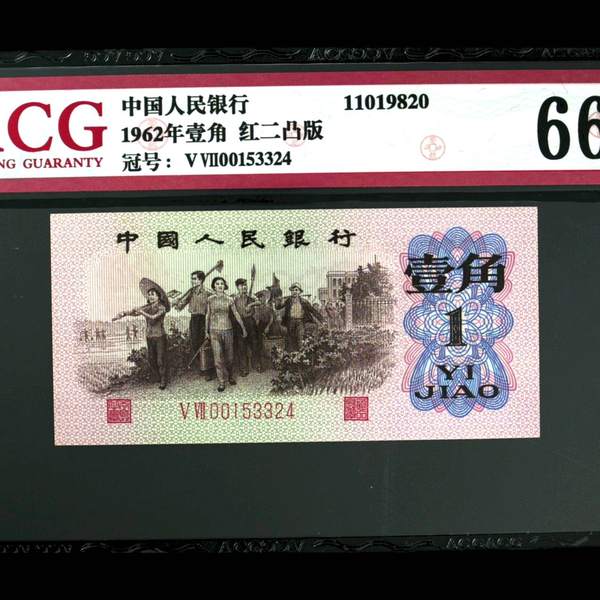 ACG
中国人民银行 11019820
1962年壹角 红二凸版
冠号: V VII00153324
66
NG GUARANTY
中國人民銀行
壹角
1
YI
JIAO
V VII 00153324